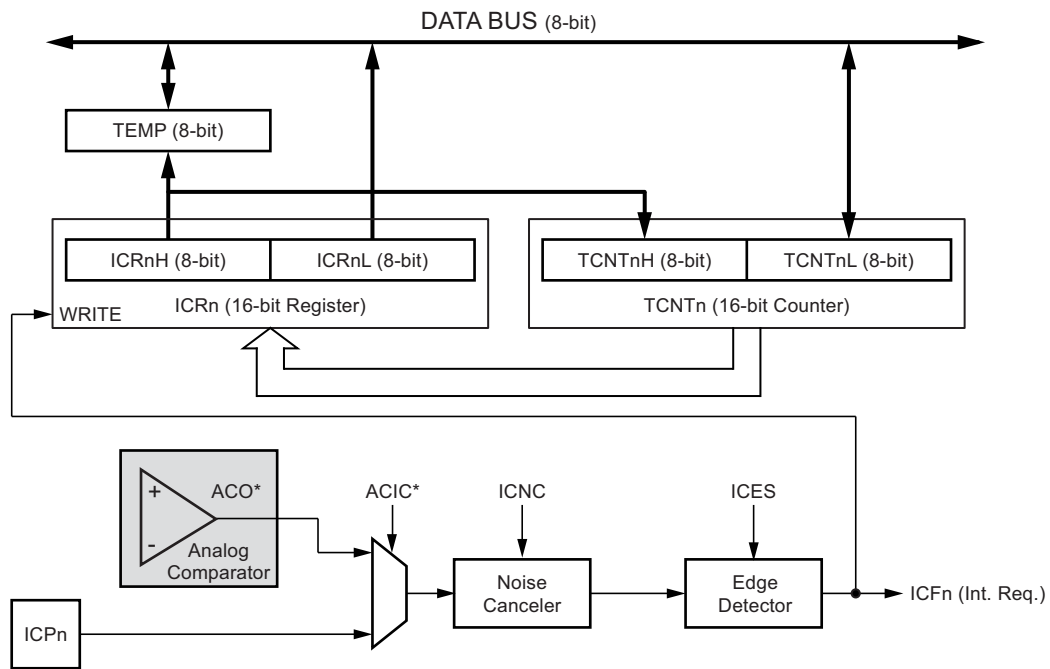 DATA BUS (8-bit)
TEMP (8-bit)
ICRnH (8-bit)
ICRnL (8-bit)
TCNTnH (8-bit)
TCNTnL (8-bit)
WRITE
ICRn (16-bit Register)
TCNTn (16-bit Counter)
+
-
ACO*
Analog
Comparator
ACIC*
ICNC
ICES
Noise
Canceler
Edge
Detector
ICFn (Int. Req.)
ICPn